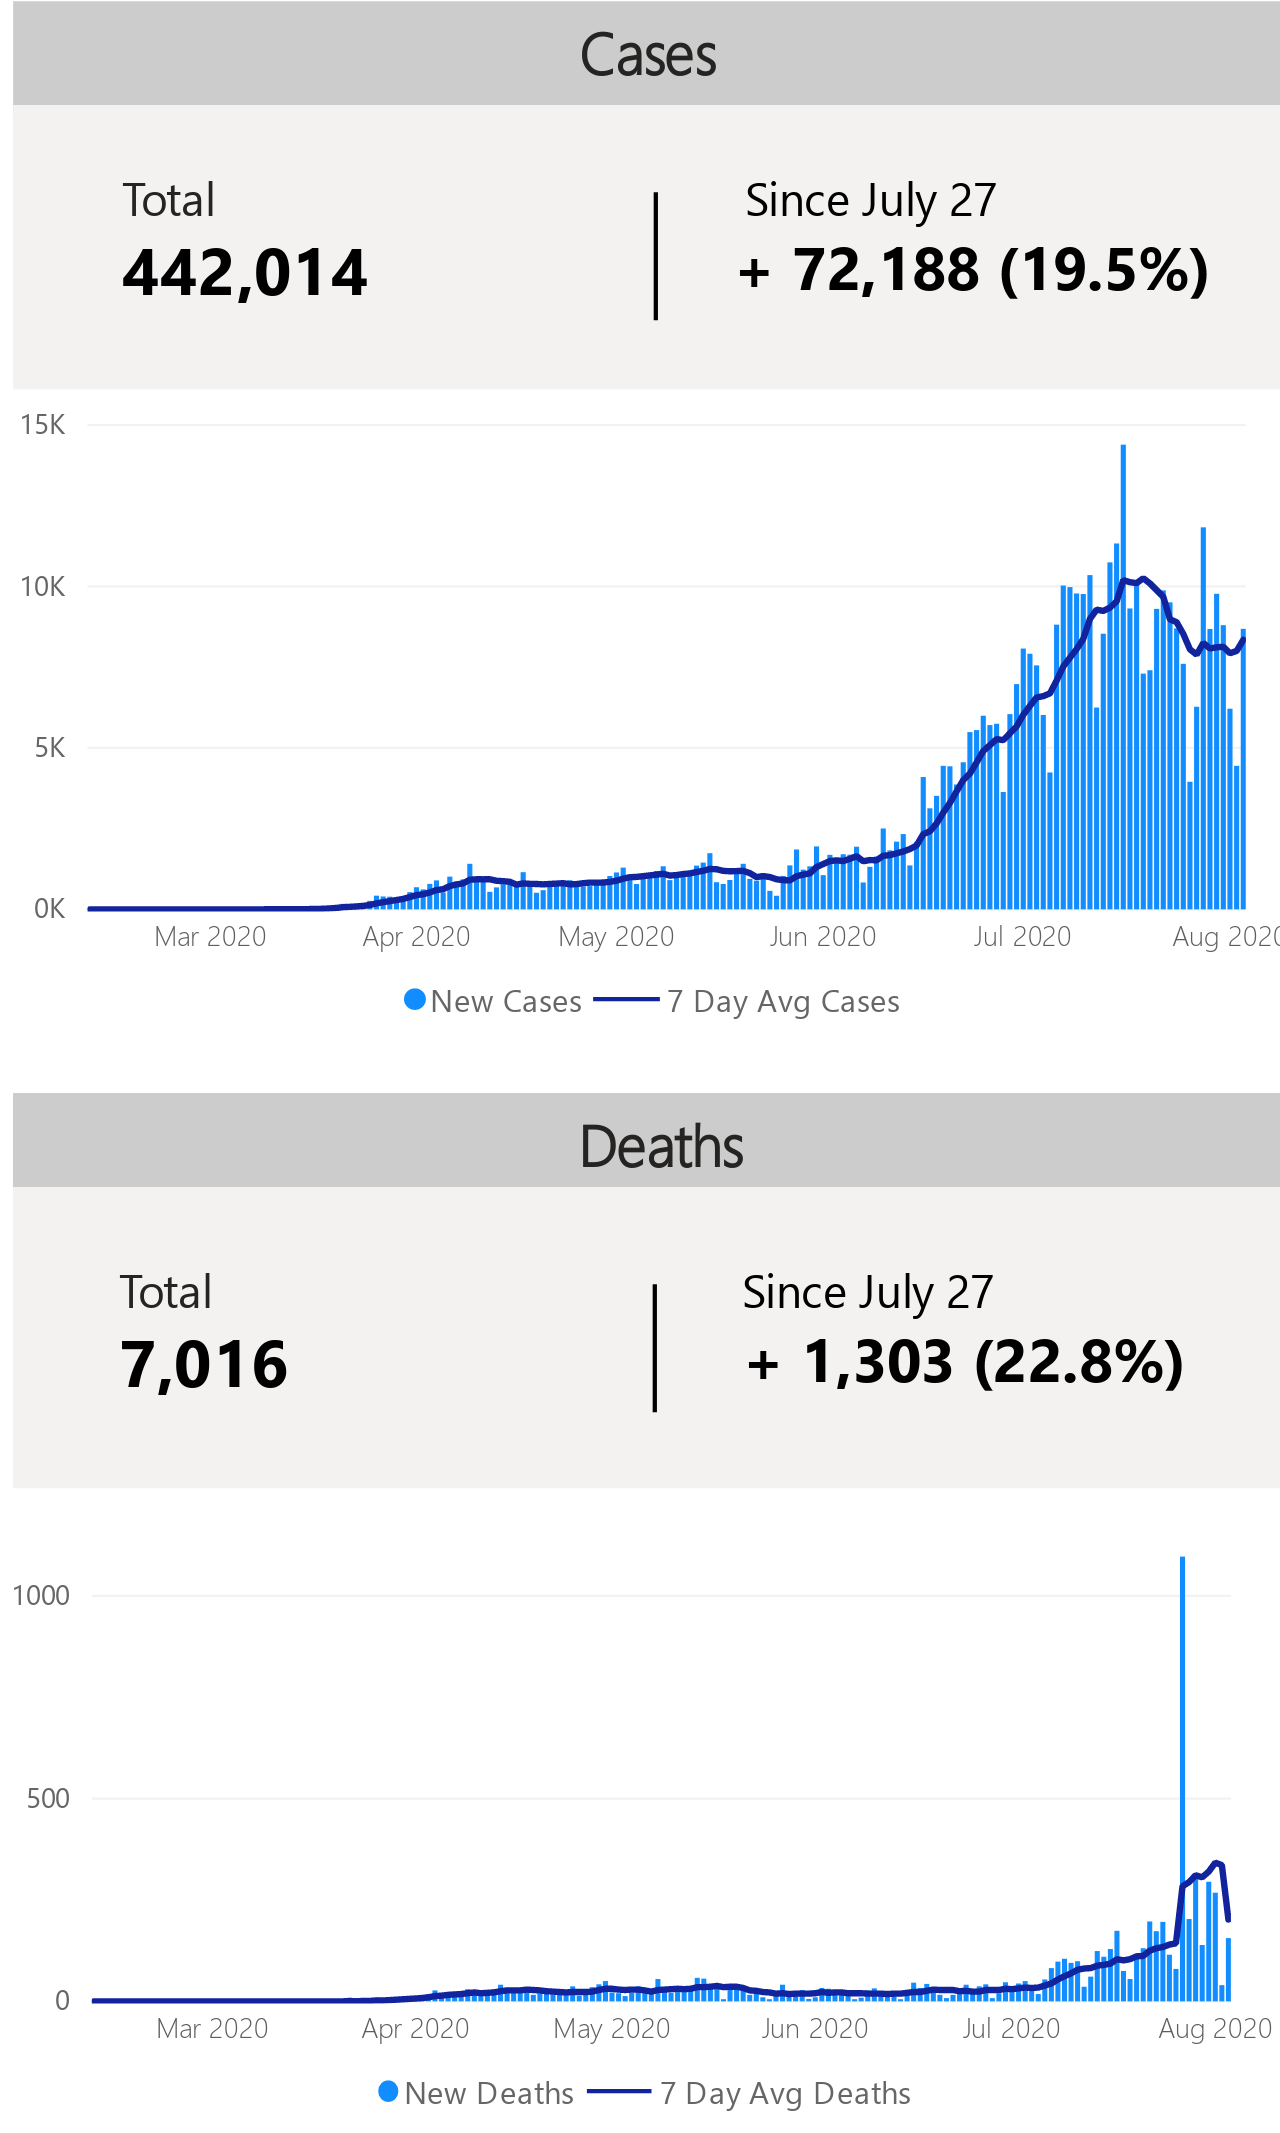 Cases
Total
442,014
Since July 27
+ 72,188 (19.5%)
15K
10K
5K
0K
Mar 2020 Apr 2020 May 2020 Jun 2020 Jul 2020 Aug 2020
New Cases 7 Day Avg Cases
Deaths
Total
7,016
Since July 27
+ 1,303 (22.8%)
1000
500
0
Mar 2020 Apr 2020 May 2020 Jun 2020 Jul 2020 Aug 2020
New Deaths 7 Day Avg Deaths